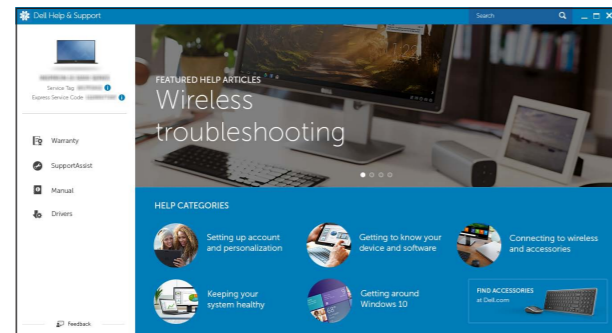 Dell Help & Support
Search
Service Tag:
Express Service Code:
Warranty
SupportAssist
Manual
Drivers
Feedback
FEATURED HELP ARTICLES
Wireless
troubleshooting
HELP CATEGORIES
Setting up account
and personalization
Getting to know your
device and software
Connecting to wireless
and accessories
Keeping your
system healthy
Getting around
Windows 10
FIND ACCESSORIES
at Dell.com